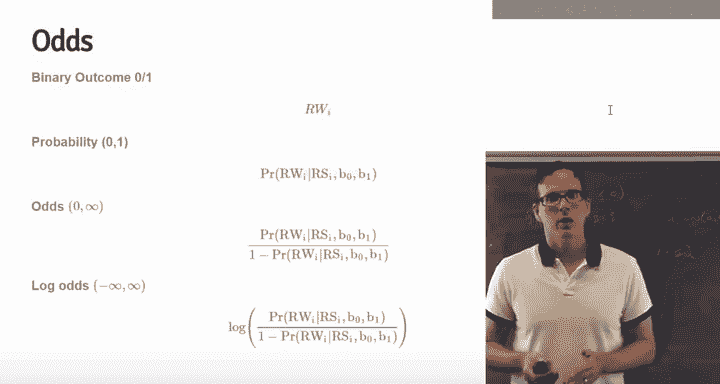 Odds
Binary Outcome 0/1
RWᵢ
Probability (0,1)
Pr(RWᵢ|RSᵢ, b₀, b₁)
Odds (0, ∞)
Pr(RWᵢ|RSᵢ, b₀, b₁)
1 − Pr(RWᵢ|RSᵢ, b₀, b₁)
Log odds (−∞, ∞)
log(Pr(RWᵢ|RSᵢ, b₀, b₁)
1 − Pr(RWᵢ|RSᵢ, b₀, b₁))